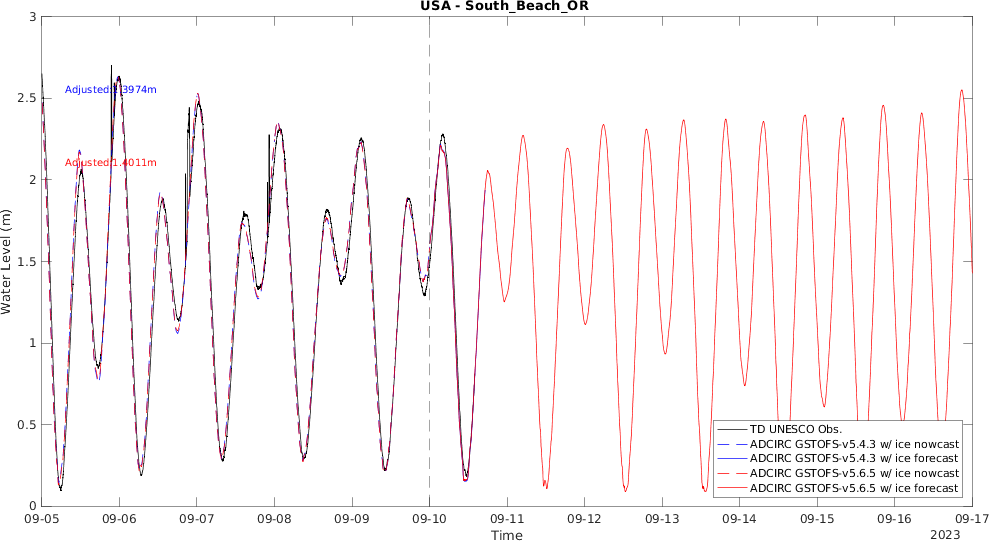 USA - South_Beach_OR
3
2.5
2
1.5
1
0.5
0
Water Level (m)
Adjusted:1.3974m
Adjusted:1.4011m
TD UNESCO Obs.
ADCIRC GSTOFS-v5.4.3 w/ ice nowcast
ADCIRC GSTOFS-v5.4.3 w/ ice forecast
ADCIRC GSTOFS-v5.6.5 w/ ice nowcast
ADCIRC GSTOFS-v5.6.5 w/ ice forecast
09-05 09-06 09-07 09-08 09-09 09-10 09-11 09-12 09-13 09-14 09-15 09-16 09-17
Time
2023